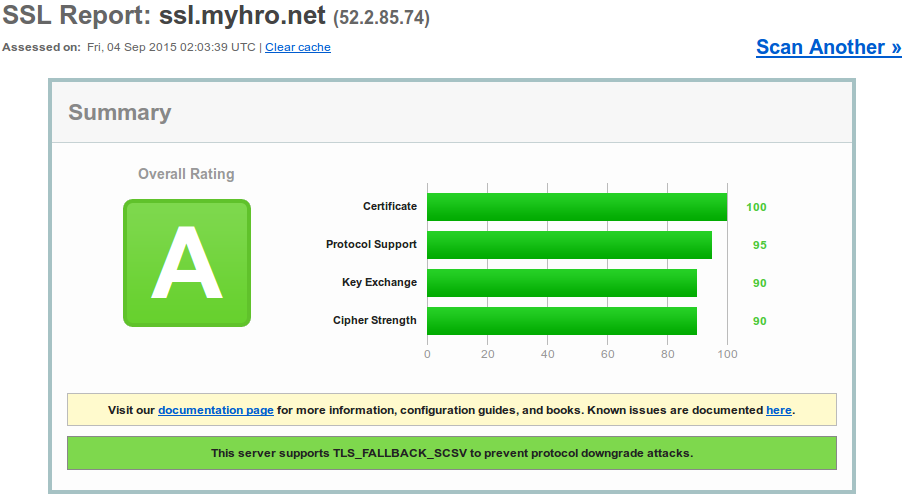 SSL Report: ssl.myhro.net (52.2.85.74)
Assessed on: Fri, 04 Sep 2015 02:03:39 UTC | Clear cache
Scan Another »
Summary
Overall Rating
A
Certificate 100
Protocol Support 95
Key Exchange 90
Cipher Strength 90
0 20 40 60 80 100
Visit our documentation page for more information, configuration guides, and books. Known issues are documented here.
This server supports TLS_FALLBACK_SCSV to prevent protocol downgrade attacks.